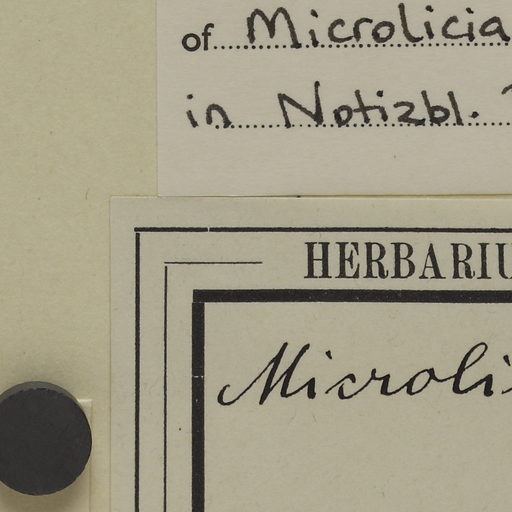 of Microlicia
in Notizbl.
HERBARIU
Microli